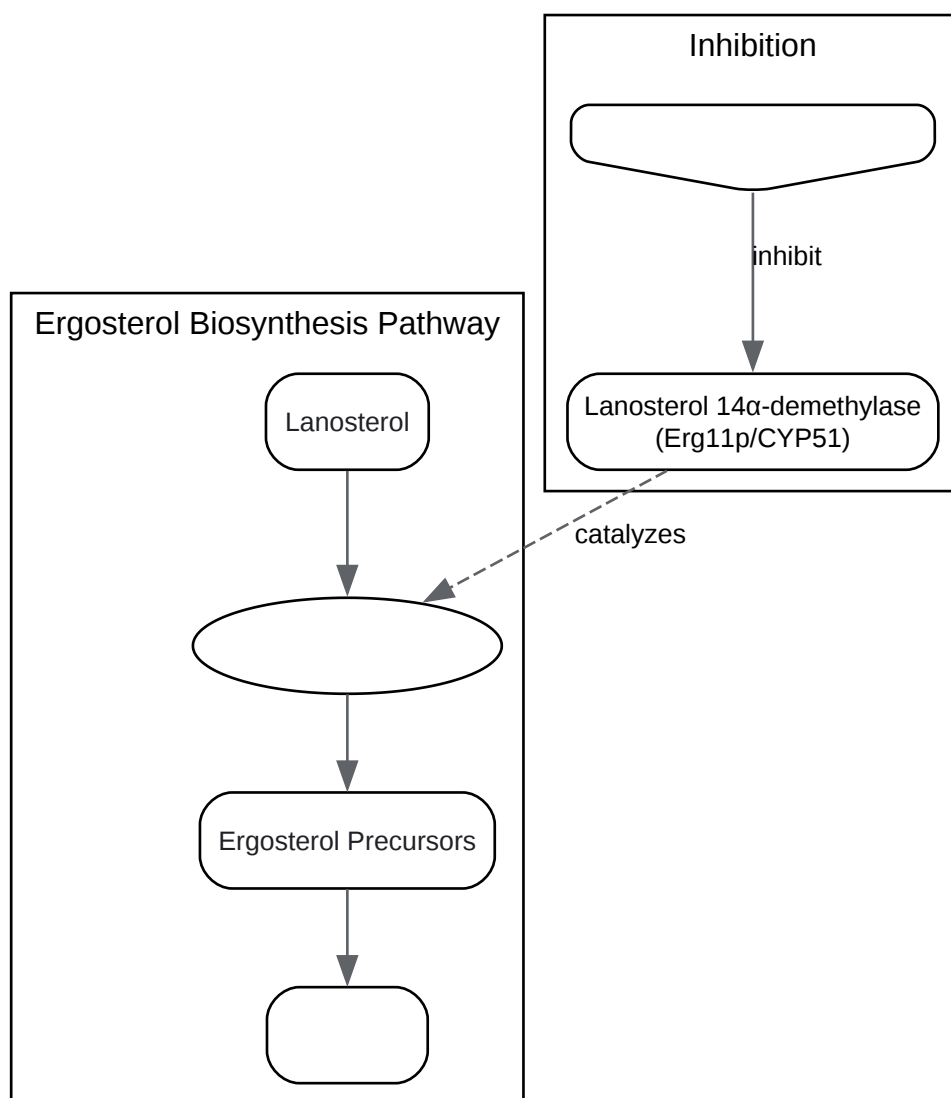 Inhibition
inhibit
Ergosterol Biosynthesis Pathway
Lanosterol
Lanosterol 14α-demethylase
(Erg11p/CYP51)
catalyzes
Ergosterol Precursors